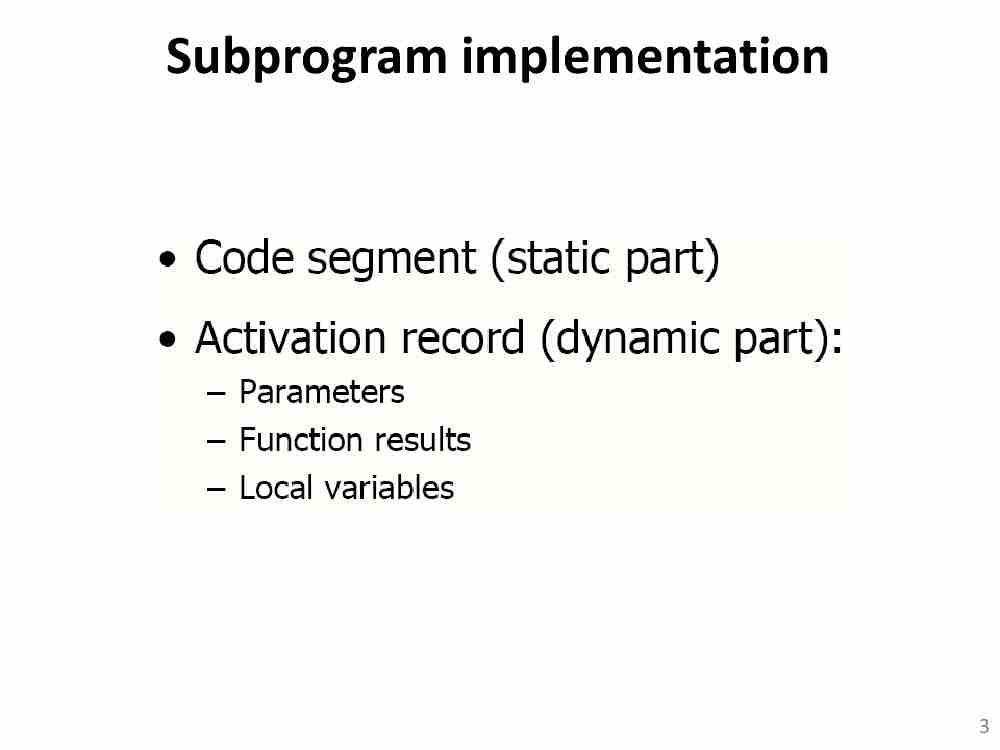 Subprogram implementation
• Code segment (static part)
• Activation record (dynamic part):
– Parameters
– Function results
– Local variables
3